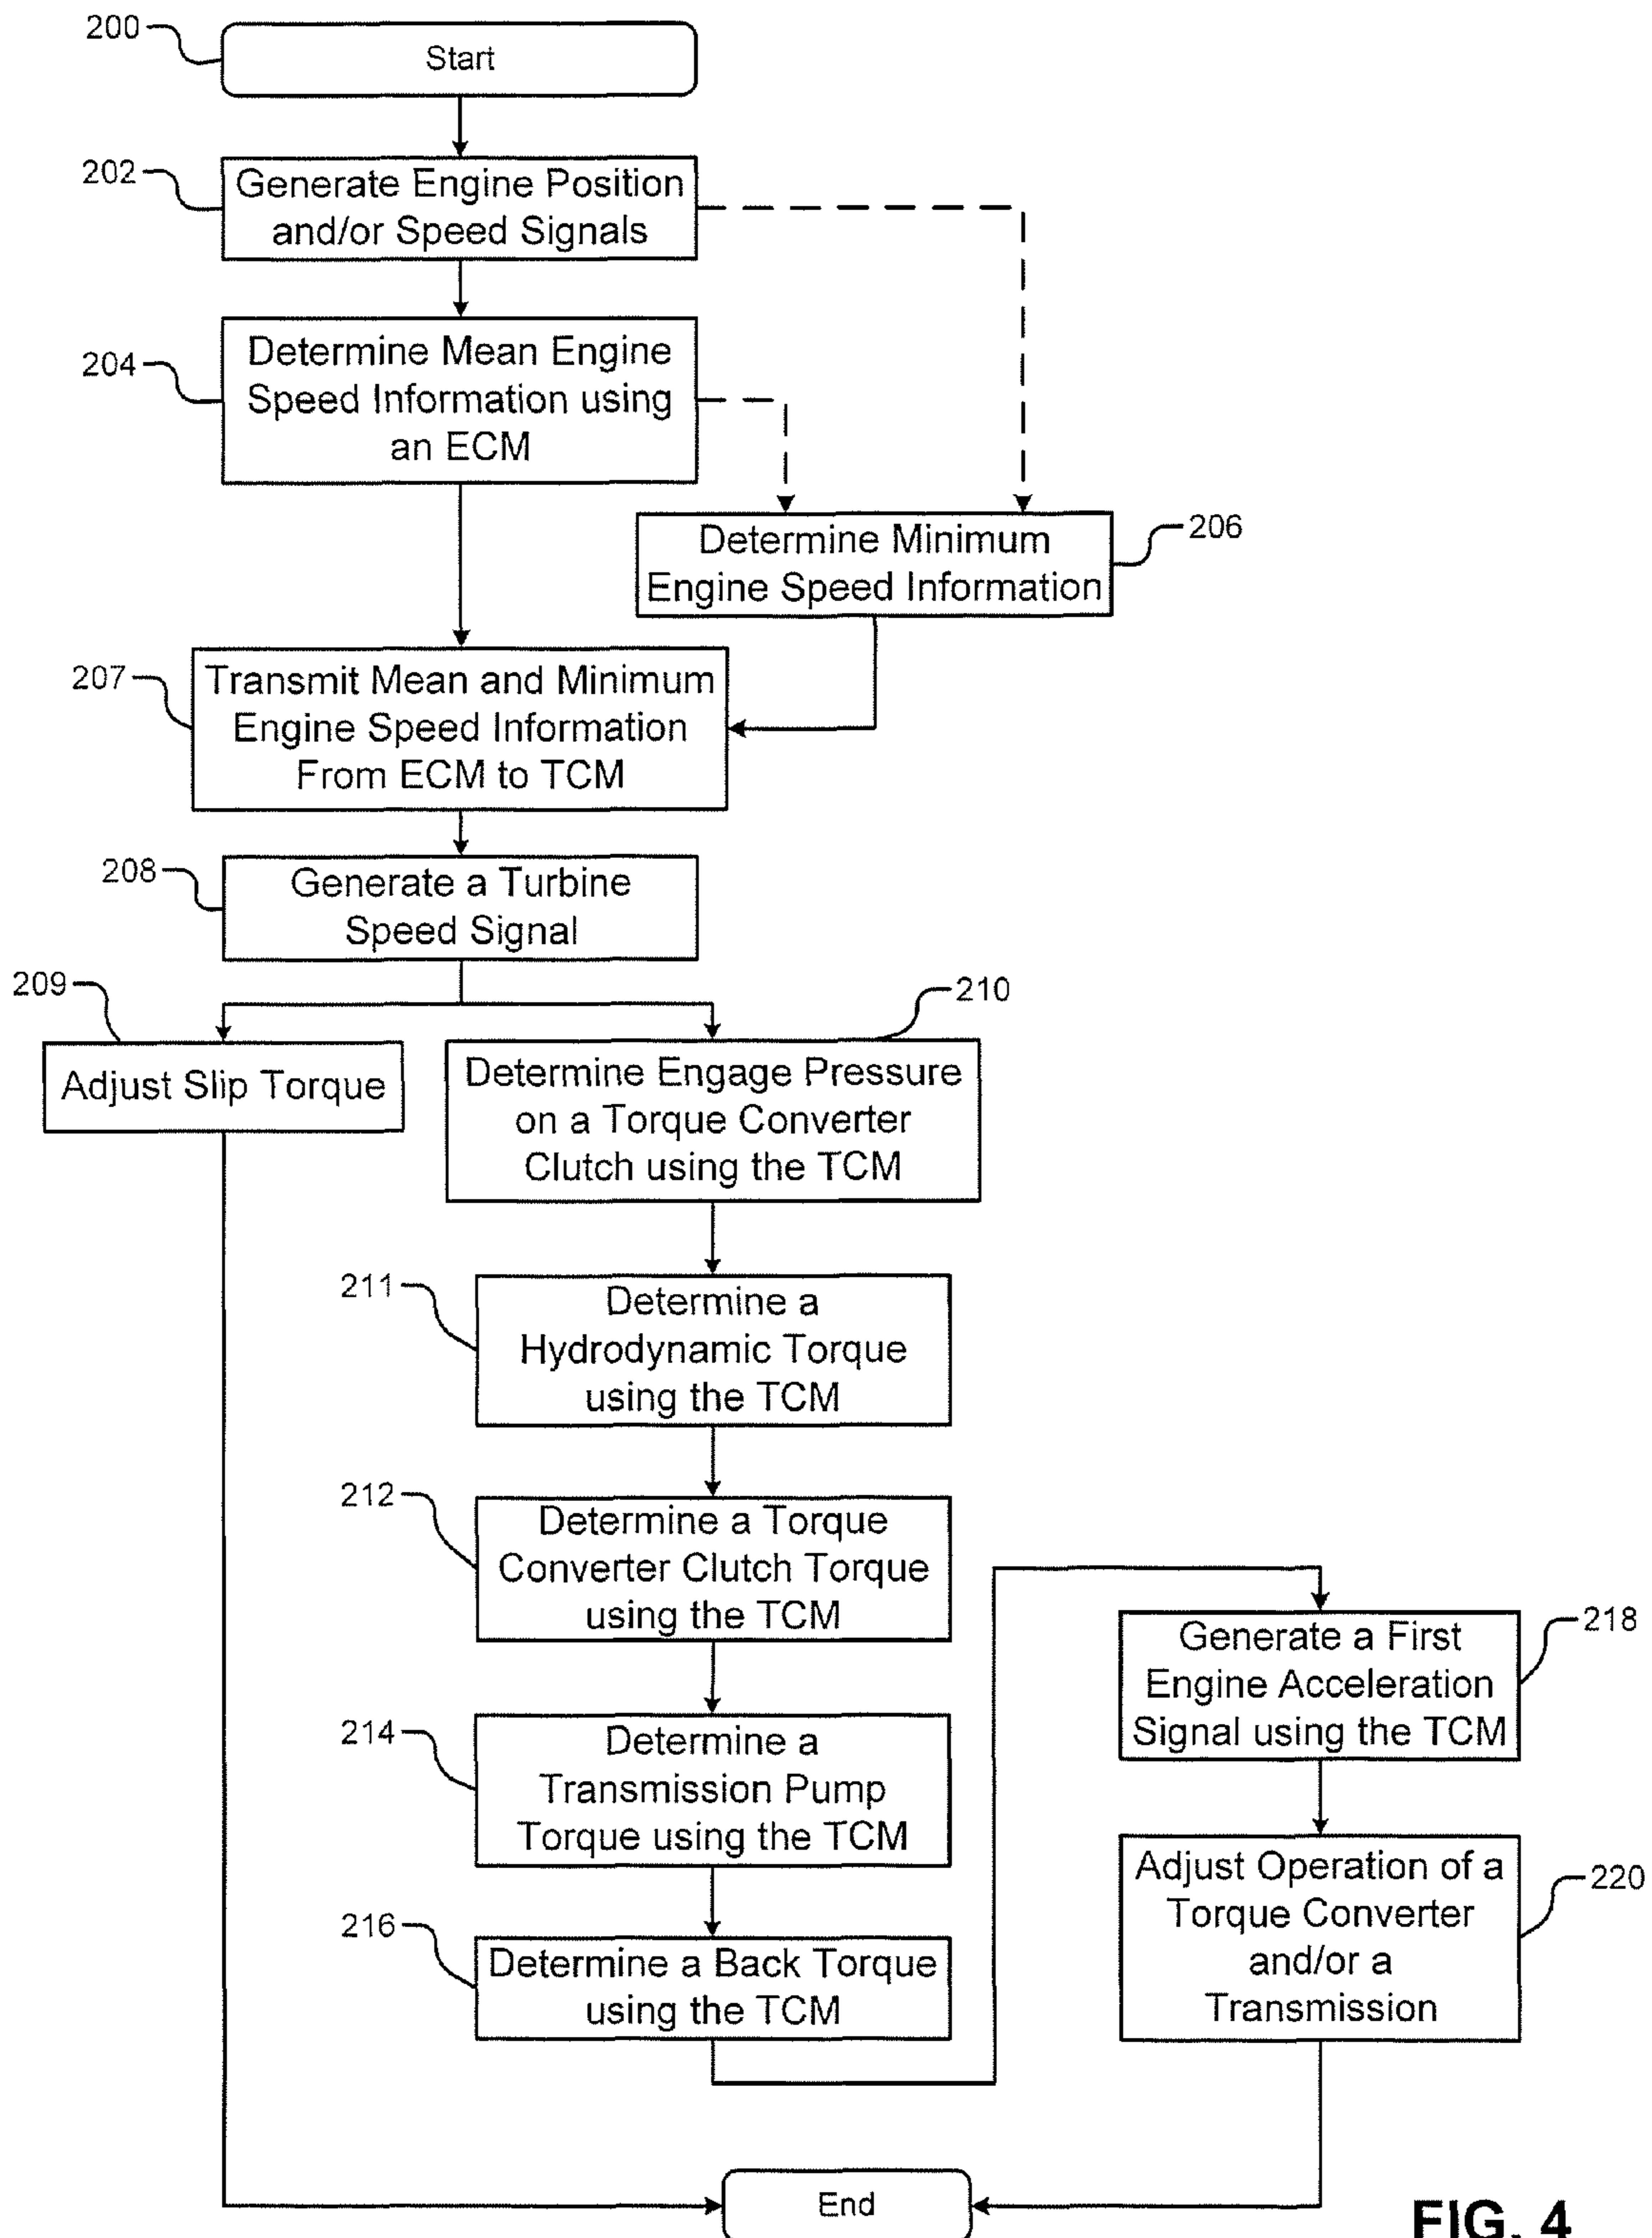 200
Start
202
Generate Engine Position
and/or Speed Signals
204
Determine Mean Engine
Speed Information using
an ECM
206
Determine Minimum
Engine Speed Information
207
Transmit Mean and Minimum
Engine Speed Information
From ECM to TCM
208
Generate a Turbine
Speed Signal
209
Adjust Slip Torque
210
Determine Engage Pressure
on a Torque Converter
Clutch using the TCM
211
Determine a
Hydrodynamic Torque
using the TCM
212
Determine a Torque
Converter Clutch Torque
using the TCM
214
Determine a
Transmission Pump
Torque using the TCM
216
Determine a Back Torque
using the TCM
218
Generate a First
Engine Acceleration
Signal using the TCM
220
Adjust Operation of a
Torque Converter
and/or a
Transmission
End
FIG. 4